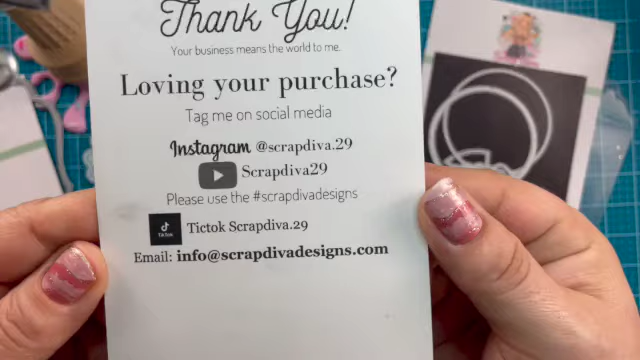 Thank You!
Your business means the world to me.
Loving your purchase?
Tag me on social media
Instagram @scrapdiva.29
Scrapdiva29
Please use the #scrapdivadesigns
TikTok
Tictok Scrapdiva.29
Email: info@scrapdivadesigns.com